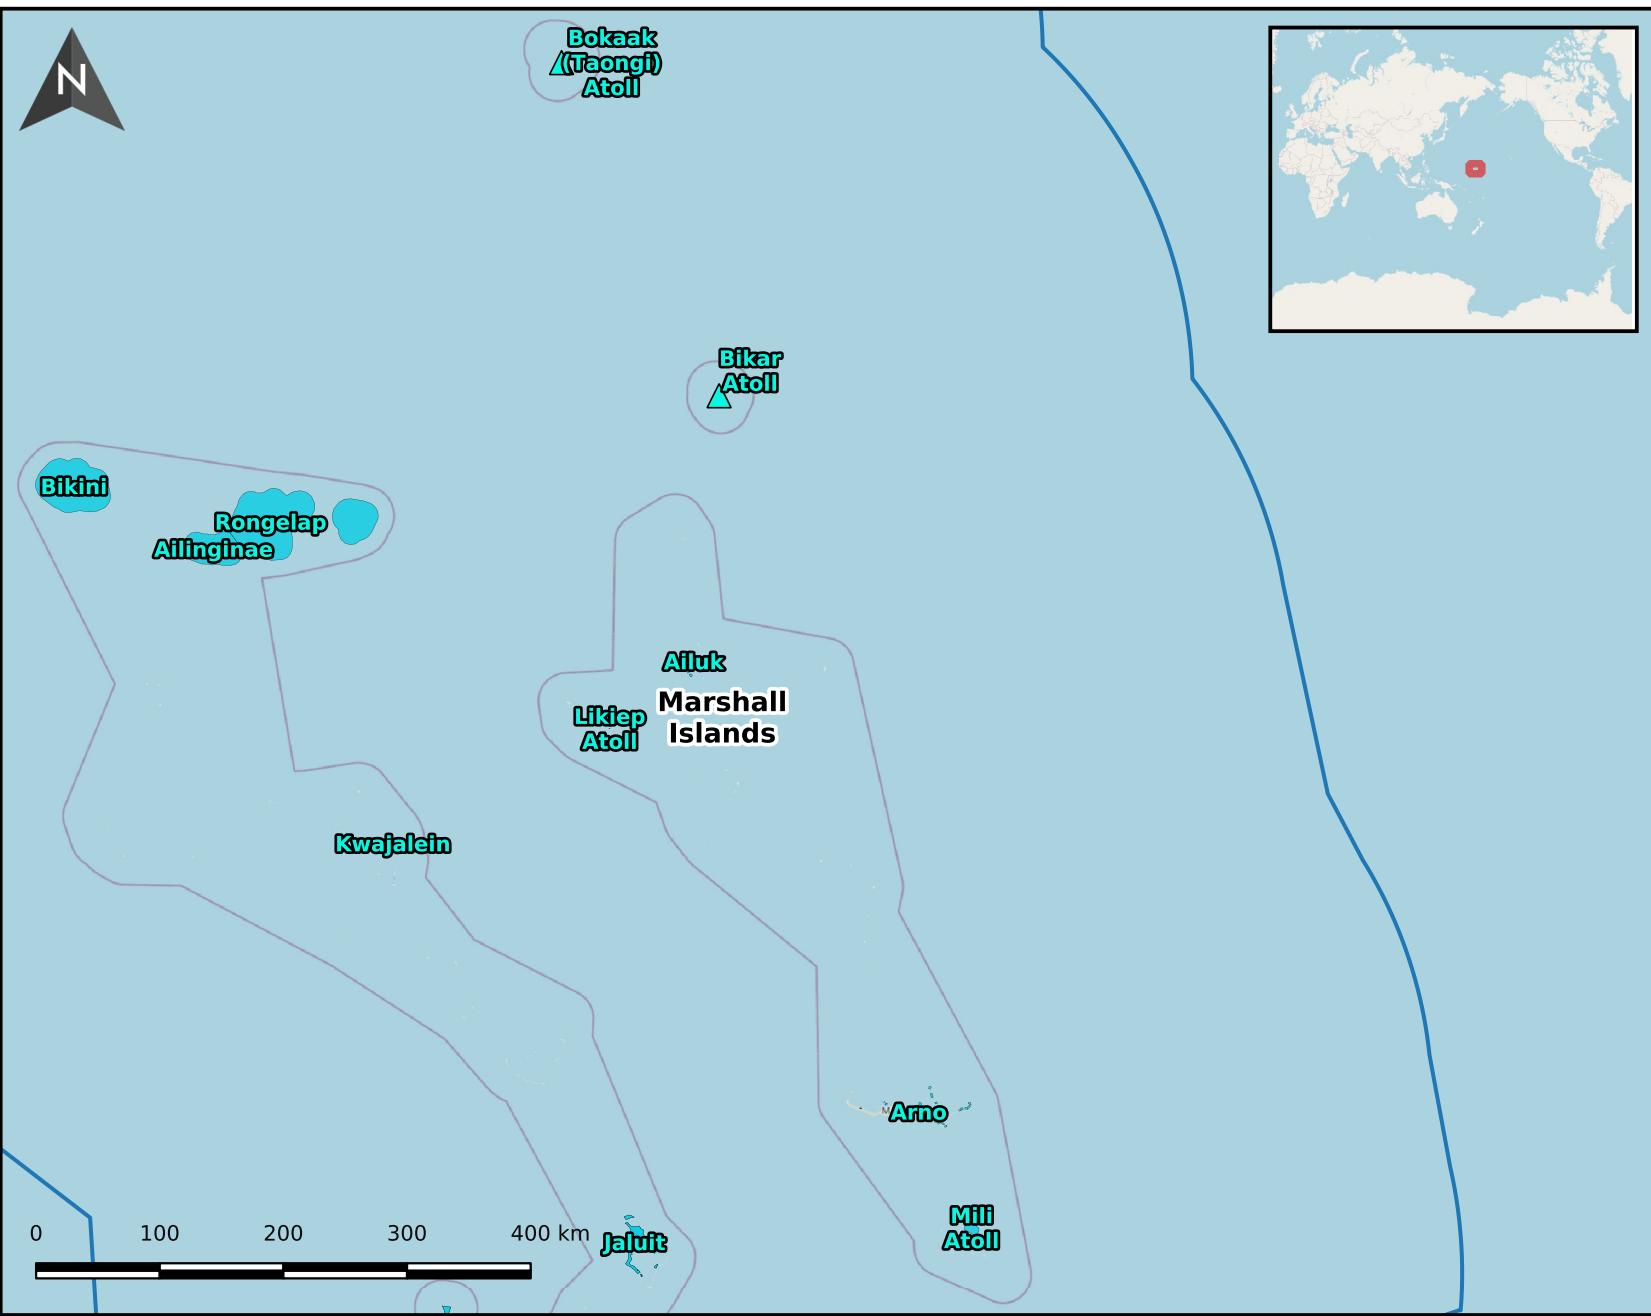 N
Bokaak
(Taongi)
Atoll
Bikar
Atoll
Bikini
Rongelap
Ailinginae
Ailuk
Marshall
Islands
Likiep
Atoll
Kwajalein
Arno
Mili
Atoll
Jaluit
0 100 200 300 400 km